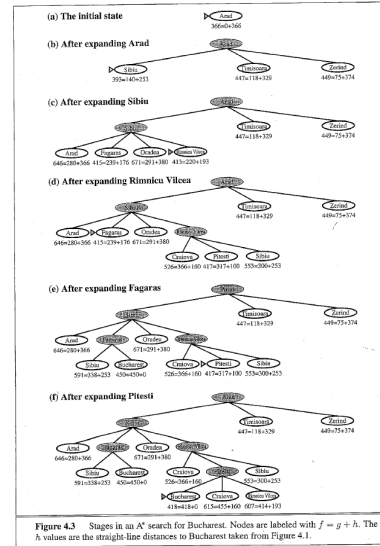 (a) The initial state
Arad
366=0+366
(b) After expanding Arad
Arad
Sibiu
Timisoara
Zerind
393=140+253
447=118+329
449=75+374
(c) After expanding Sibiu
Arad
Sibiu
Timisoara
Zerind
447=118+329
449=75+374
Arad
Fagaras
Oradea
Rimnicu Vilcea
646=280+366
415=239+176
671=291+380
413=220+193
(d) After expanding Rimnicu Vilcea
Arad
Sibiu
Timisoara
Zerind
447=118+329
449=75+374
Arad
Fagaras
Oradea
Rimnicu Vilcea
646=280+366
415=239+176
671=291+380
Craiova
Pitesti
Sibiu
526=366+160
417=317+100
553=300+253
(e) After expanding Fagaras
Arad
Sibiu
Timisoara
Zerind
447=118+329
449=75+374
Arad
Fagaras
Oradea
Rimnicu Vilcea
646=280+366
671=291+380
Sibiu
Bucharest
Craiova
Pitesti
Sibiu
591=338+253
450=450+0
526=366+160
417=317+100
553=300+253
(f) After expanding Pitesti
Arad
Sibiu
Timisoara
Zerind
447=118+329
449=75+374
Arad
Fagaras
Oradea
Rimnicu Vilcea
646=280+366
671=291+380
Sibiu
Bucharest
Craiova
Pitesti
Sibiu
591=338+253
450=450+0
526=366+160
553=300+253
Bucharest
Craiova
Rimnicu Vilcea
418=418+0
615=455+160
607=414+193
Figure 4.3 Stages in an A* search for Bucharest. Nodes are labeled with f = g + h. The
h values are the straight-line distances to Bucharest taken from Figure 4.1.